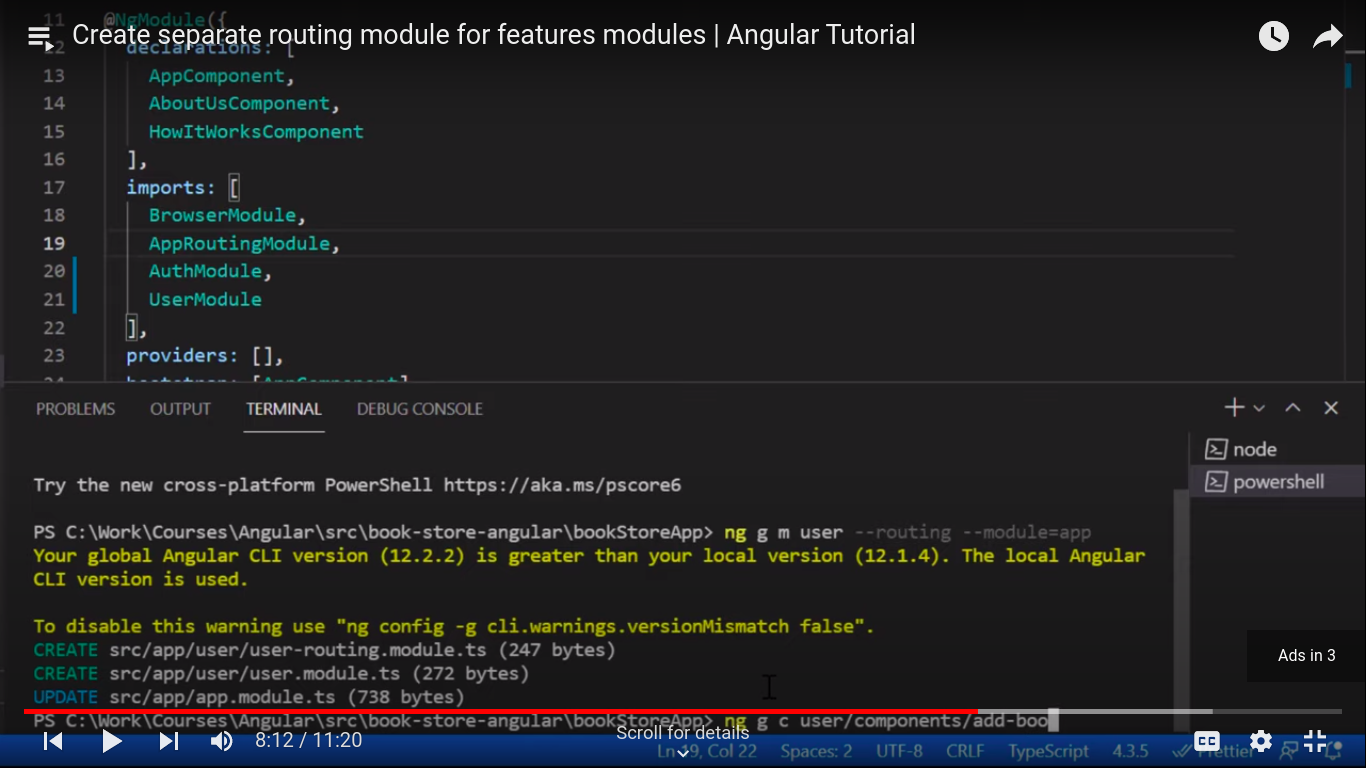 11 @NgModule({
Create separate routing module for features modules | Angular Tutorial
12 declarations: [
13 AppComponent,
14 AboutUsComponent,
15 HowItWorksComponent
16 ],
17 imports: [
18 BrowserModule,
19 AppRoutingModule,
20 AuthModule,
21 UserModule
22 ],
23 providers: [],
24 bootstrap: [AppComponent]
PROBLEMS OUTPUT TERMINAL DEBUG CONSOLE
node
powershell
Try the new cross-platform PowerShell https://aka.ms/pscore6
PS C:\Work\Courses\Angular\src\book-store-angular\bookStoreApp> ng g m user --routing --module=app
Your global Angular CLI version (12.2.2) is greater than your local version (12.1.4). The local Angular
CLI version is used.
To disable this warning use "ng config -g cli.warnings.versionMismatch false".
CREATE src/app/user/user-routing.module.ts (247 bytes)
CREATE src/app/user/user.module.ts (272 bytes)
UPDATE src/app/app.module.ts (738 bytes)
Ads in 3
PS C:\Work\Courses\Angular\src\book-store-angular\bookStoreApp> ng g c user/components/add-boo
8:12 / 11:20
Scroll for details
CC
Ln 19, Col 22 Spaces: 2 UTF-8 CRLF TypeScript 4.3.5 Prettier